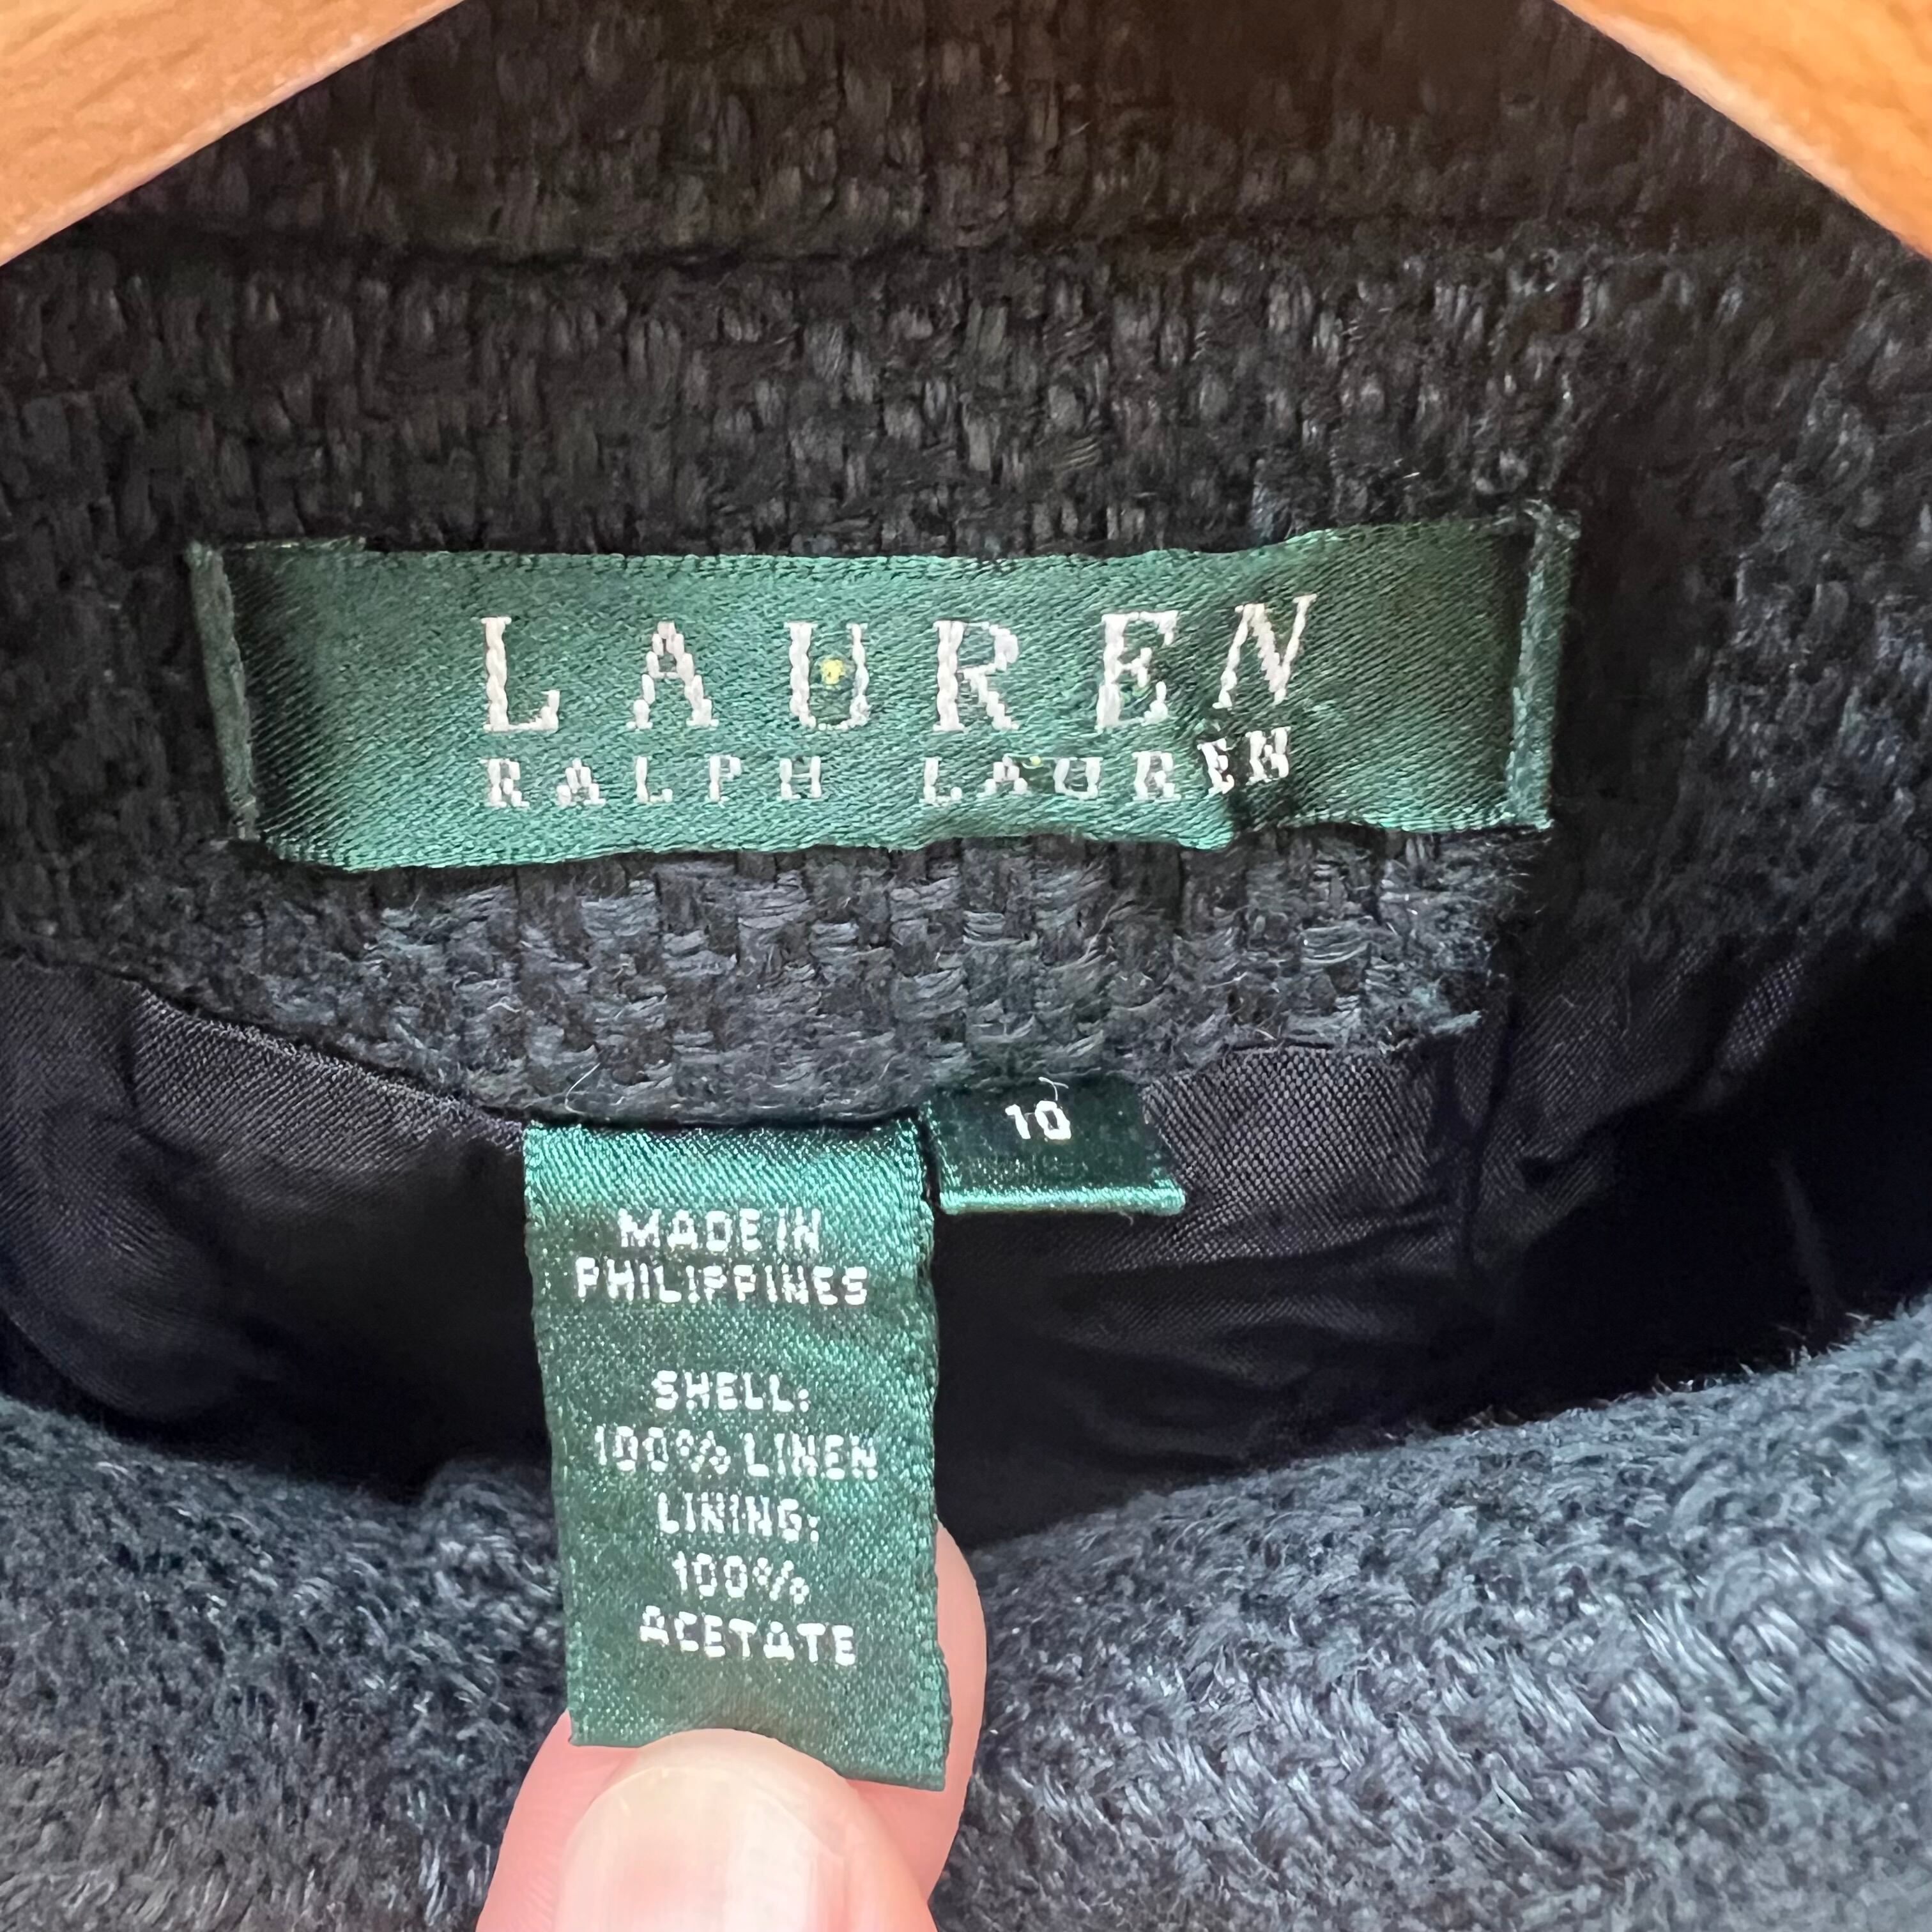 LAUREN
RALPH LAUREN
10
MADE IN
PHILIPPINES
SHELL:
100% LINEN
LINING:
100%
ACETATE